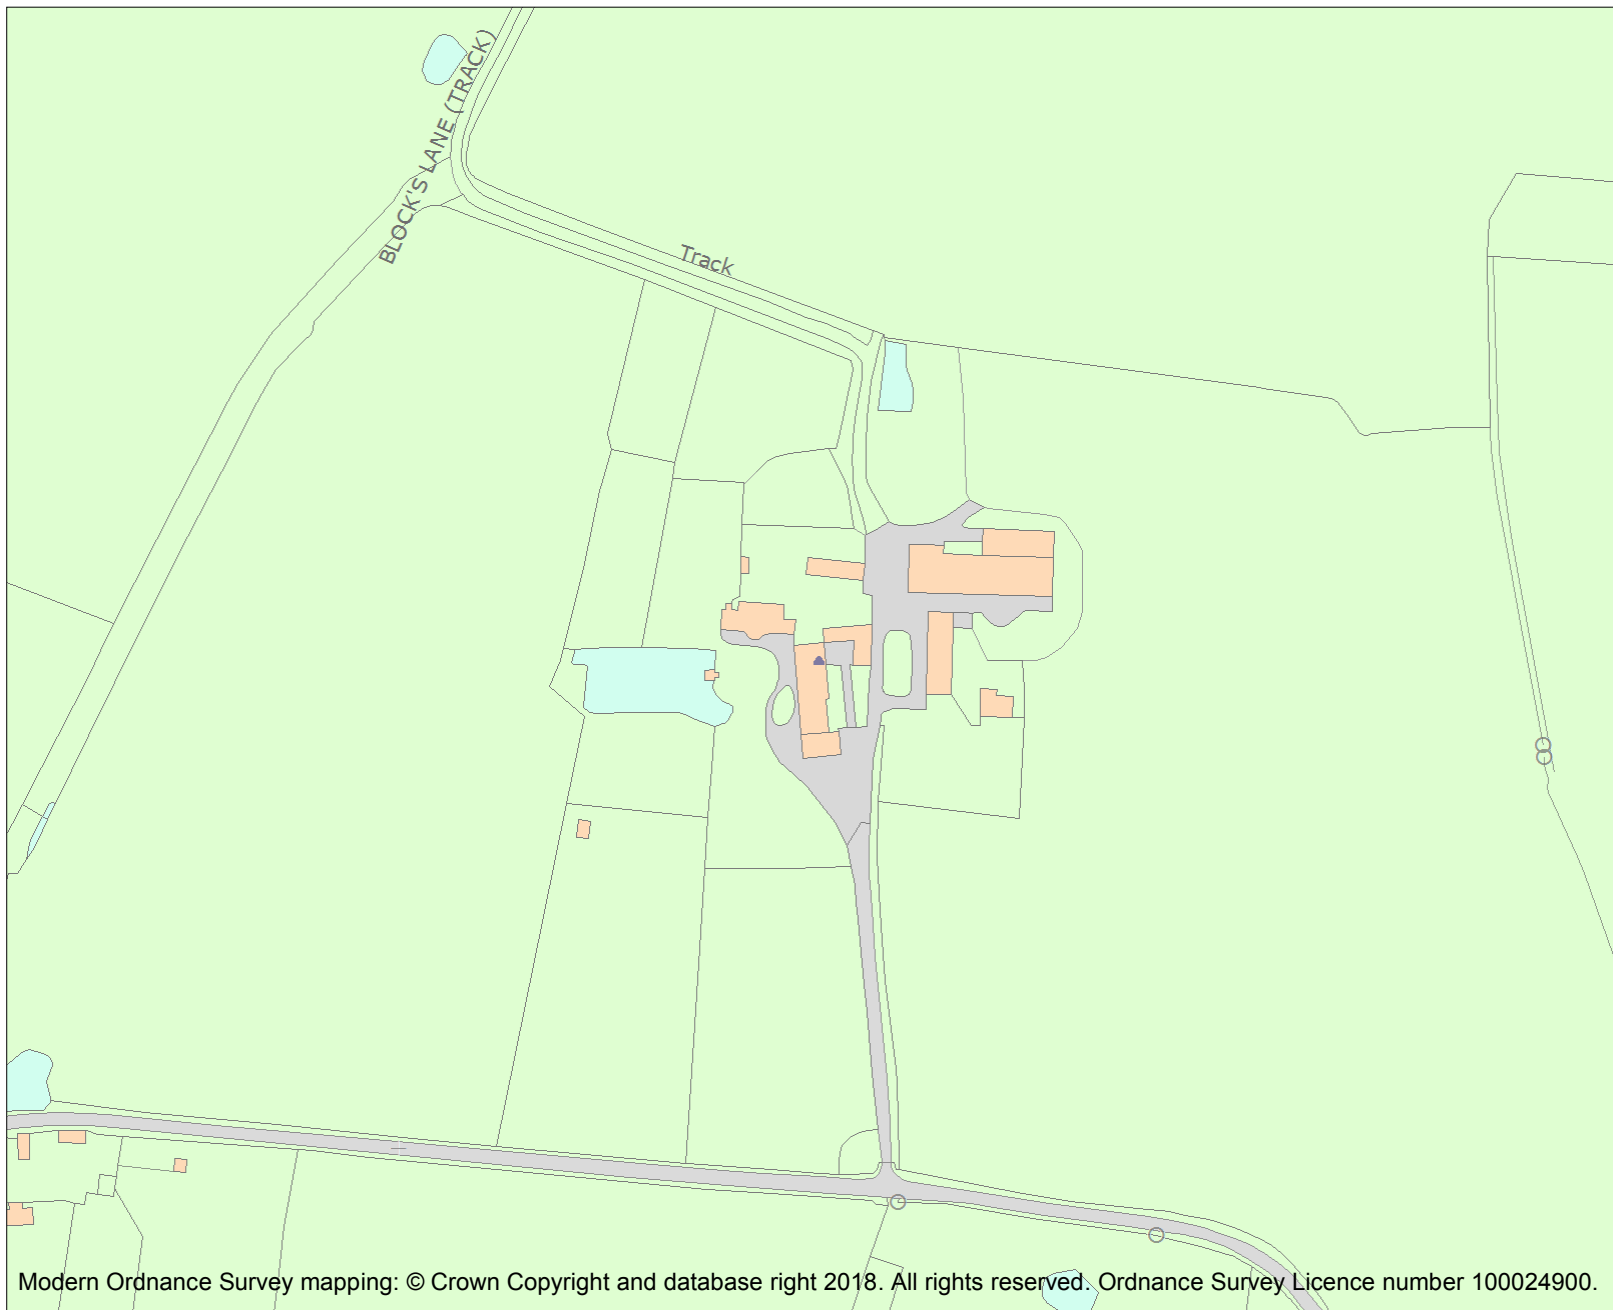 BLOCK'S LANE (TRACK)
Track
Modern Ordnance Survey mapping: © Crown Copyright and database right 2018. All rights reserved. Ordnance Survey Licence number 100024900.